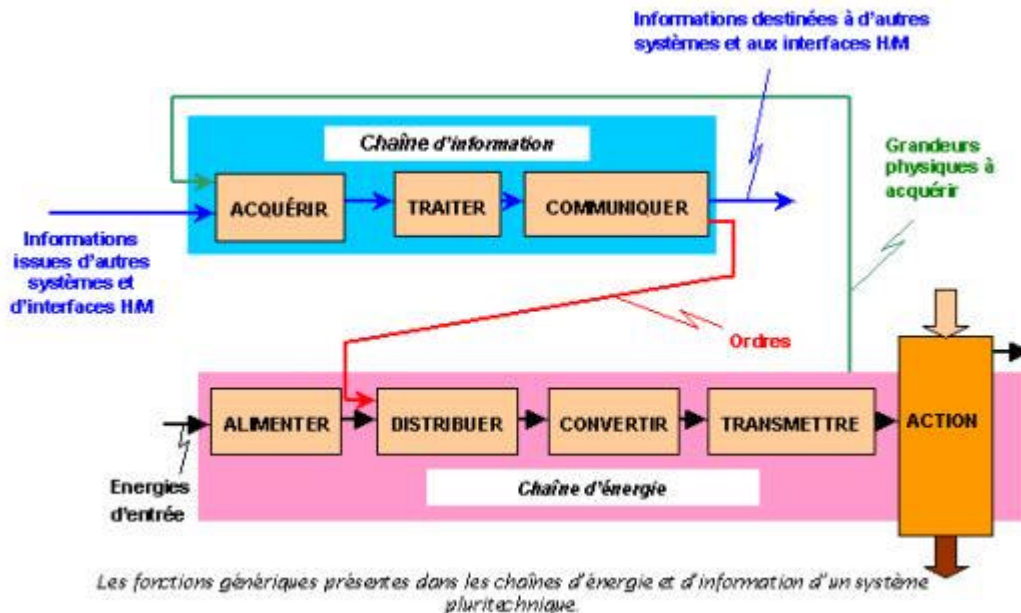 Informations destinées à d'autres
systèmes et aux interfaces H/M
Chaîne d'information
Grandeurs
physiques à
acquérir
ACQUÉRIR
TRAITER
COMMUNIQUER
Informations
issues d'autres
systèmes et
d'interfaces H/M
Ordres
ALIMENTER
DISTRIBUER
CONVERTIR
TRANSMETTRE
ACTION
Energies
d'entrée
Chaîne d'énergie
Les fonctions génériques présentes dans les chaînes d'énergie et d'information d'un système
pluritechnique.